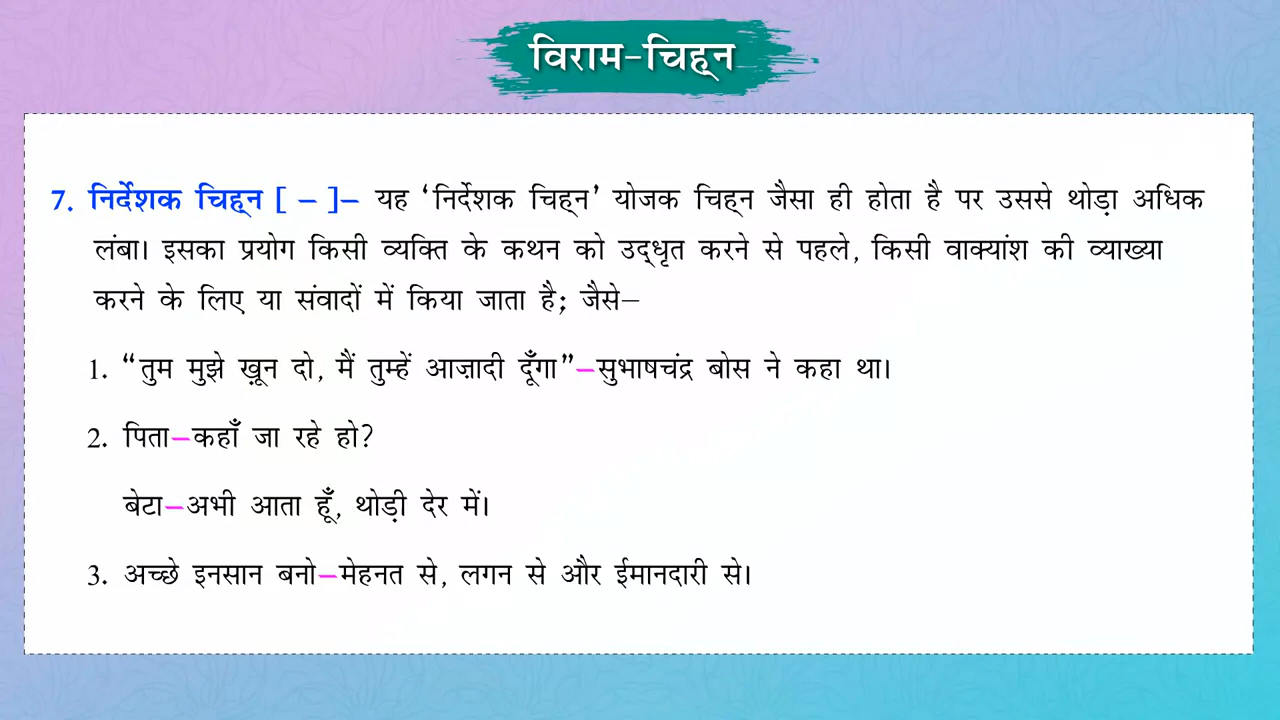 विराम-चिह्‌न
7. निर्देशक चिह्‌न [ – ]– यह ‘निर्देशक चिह्‌न’ योजक चिह्‌न जैसा ही होता है पर उससे थोड़ा अधिक
लंबा। इसका प्रयोग किसी व्यक्ति के कथन को उद्‌धृत करने से पहले, किसी वाक्यांश की व्याख्या
करने के लिए या संवादों में किया जाता है; जैसे–
1. “तुम मुझे ख़ून दो, मैं तुम्हें आज़ादी दूँगा”–सुभाषचंद्र बोस ने कहा था।
2. पिता–कहाँ जा रहे हो?
बेटा–अभी आता हूँ, थोड़ी देर में।
3. अच्छे इनसान बनो–मेहनत से, लगन से और ईमानदारी से।